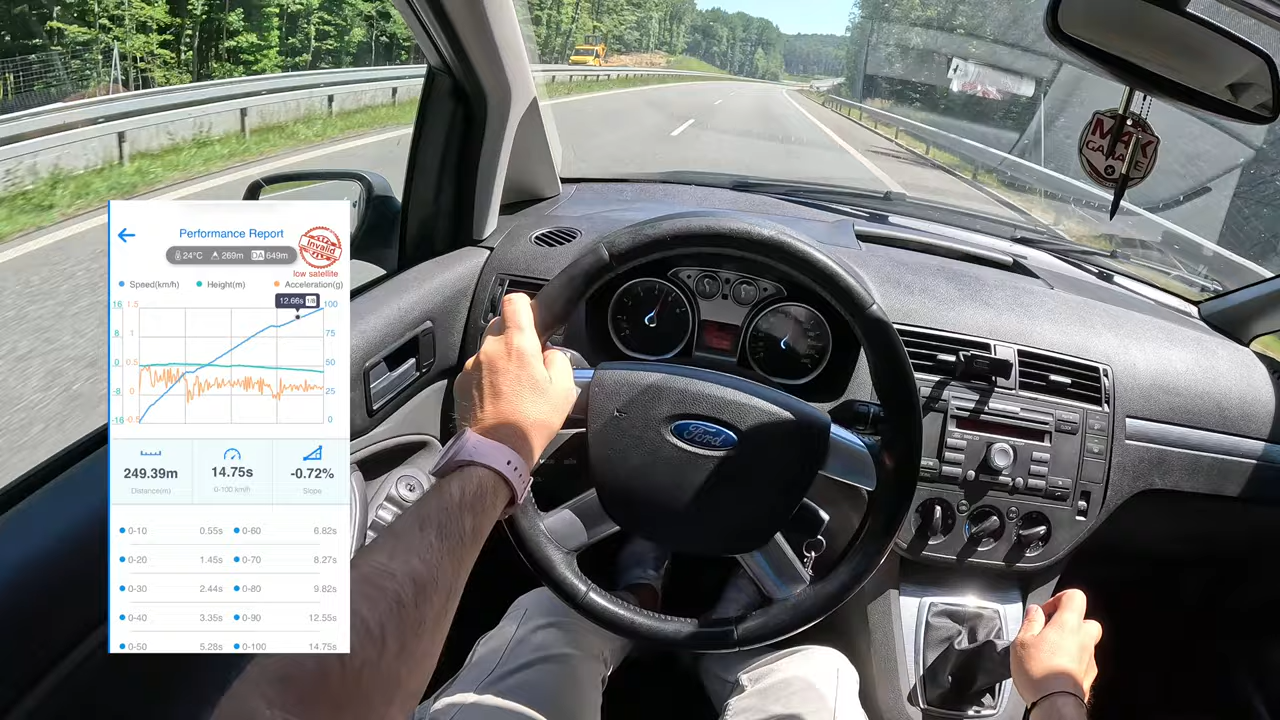 Performance Report
Invalid
low satellite
24°C 269m DA 649m
Speed(km/h) Height(m) Acceleration(g)
12.66s 1/8
16 1.5 100
8 1 75
0 0.5 50
-8 0 25
-16 -0.5 0
249.39m 14.75s -0.72%
Distance(m) 0-100 km/h Slope
0-10 0.55s 0-60 6.82s
0-20 1.45s 0-70 8.27s
0-30 2.44s 0-80 9.82s
0-40 3.35s 0-90 12.55s
0-50 5.28s 0-100 14.75s
MAK
GARAGE
Ford